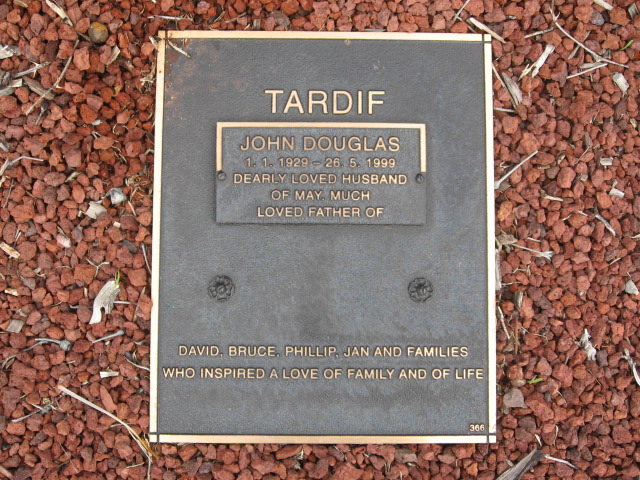 TARDIF
JOHN DOUGLAS
1. 1. 1929 – 26. 5. 1999
DEARLY LOVED HUSBAND
OF MAY, MUCH
LOVED FATHER OF
DAVID, BRUCE, PHILLIP, JAN AND FAMILIES
WHO INSPIRED A LOVE OF FAMILY AND OF LIFE
366